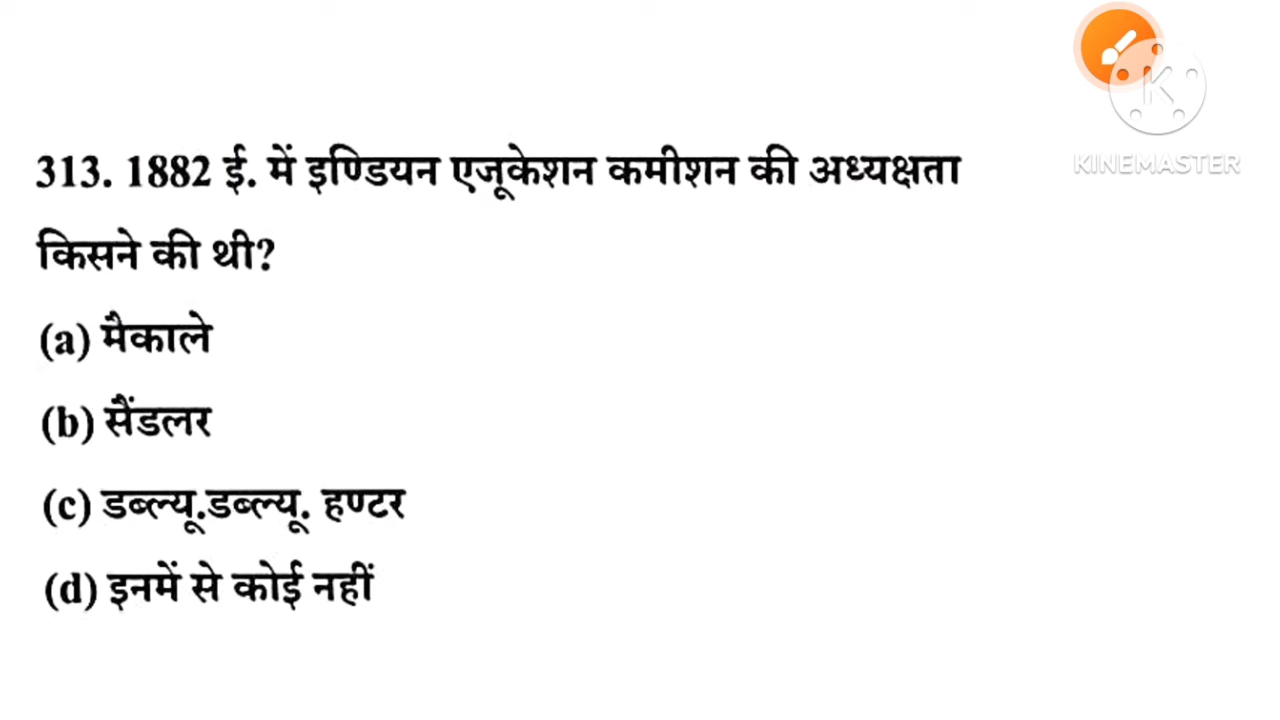 KINEMASTER
313. 1882 ई. में इण्डियन एजूकेशन कमीशन की अध्यक्षता
किसने की थी?
(a) मैकाले
(b) सैंडलर
(c) डब्ल्यू.डब्ल्यू. हण्टर
(d) इनमें से कोई नहीं